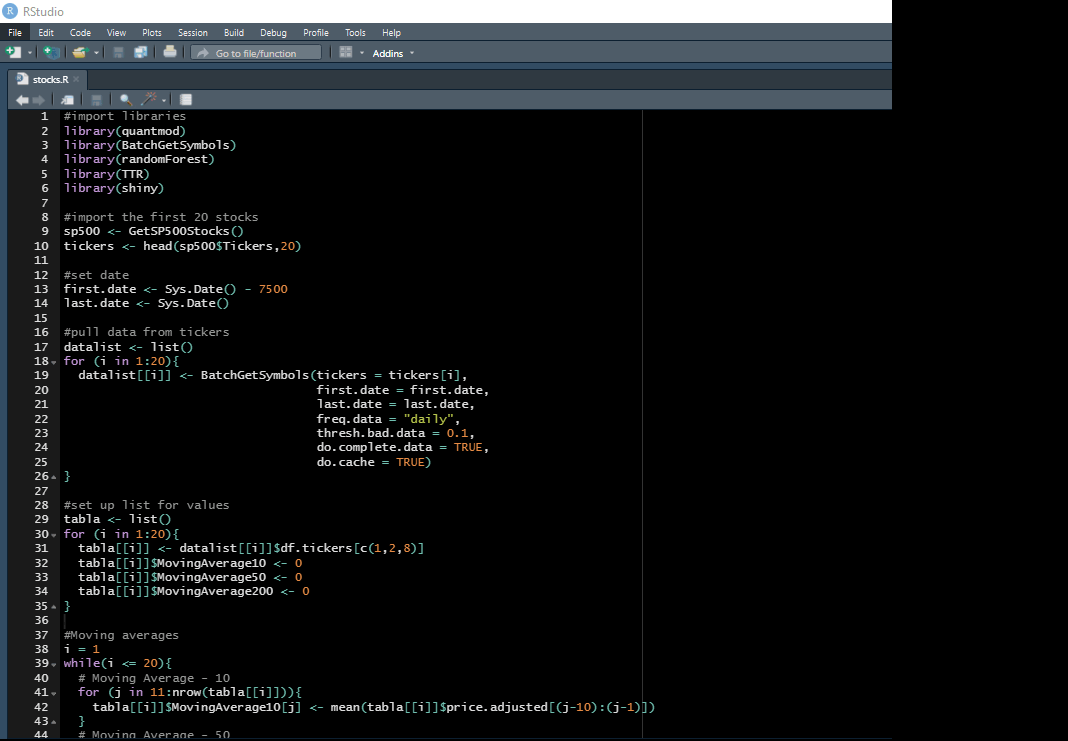 RStudio
File Edit Code View Plots Session Build Debug Profile Tools Help
Go to file/function Addins
stocks.R
1 #import libraries
2 library(quantmod)
3 library(BatchGetSymbols)
4 library(randomForest)
5 library(TTR)
6 library(shiny)
7
8 #import the first 20 stocks
9 sp500 <- GetSP500Stocks()
10 tickers <- head(sp500$Tickers,20)
11
12 #set date
13 first.date <- Sys.Date() - 7500
14 last.date <- Sys.Date()
15
16 #pull data from tickers
17 datalist <- list()
18 for (i in 1:20){
19 datalist[[i]] <- BatchGetSymbols(tickers = tickers[i],
20 first.date = first.date,
21 last.date = last.date,
22 freq.data = "daily",
23 thresh.bad.data = 0.1,
24 do.complete.data = TRUE,
25 do.cache = TRUE)
26 }
27
28 #set up list for values
29 tabla <- list()
30 for (i in 1:20){
31 tabla[[i]] <- datalist[[i]]$df.tickers[c(1,2,8)]
32 tabla[[i]]$MovingAverage10 <- 0
33 tabla[[i]]$MovingAverage50 <- 0
34 tabla[[i]]$MovingAverage200 <- 0
35 }
36
37 #Moving averages
38 i = 1
39 while(i <= 20){
40 # Moving Average - 10
41 for (j in 11:nrow(tabla[[i]])){
42 tabla[[i]]$MovingAverage10[j] <- mean(tabla[[i]]$price.adjusted[(j-10):(j-1)])
43 }
44 # Moving Average - 50